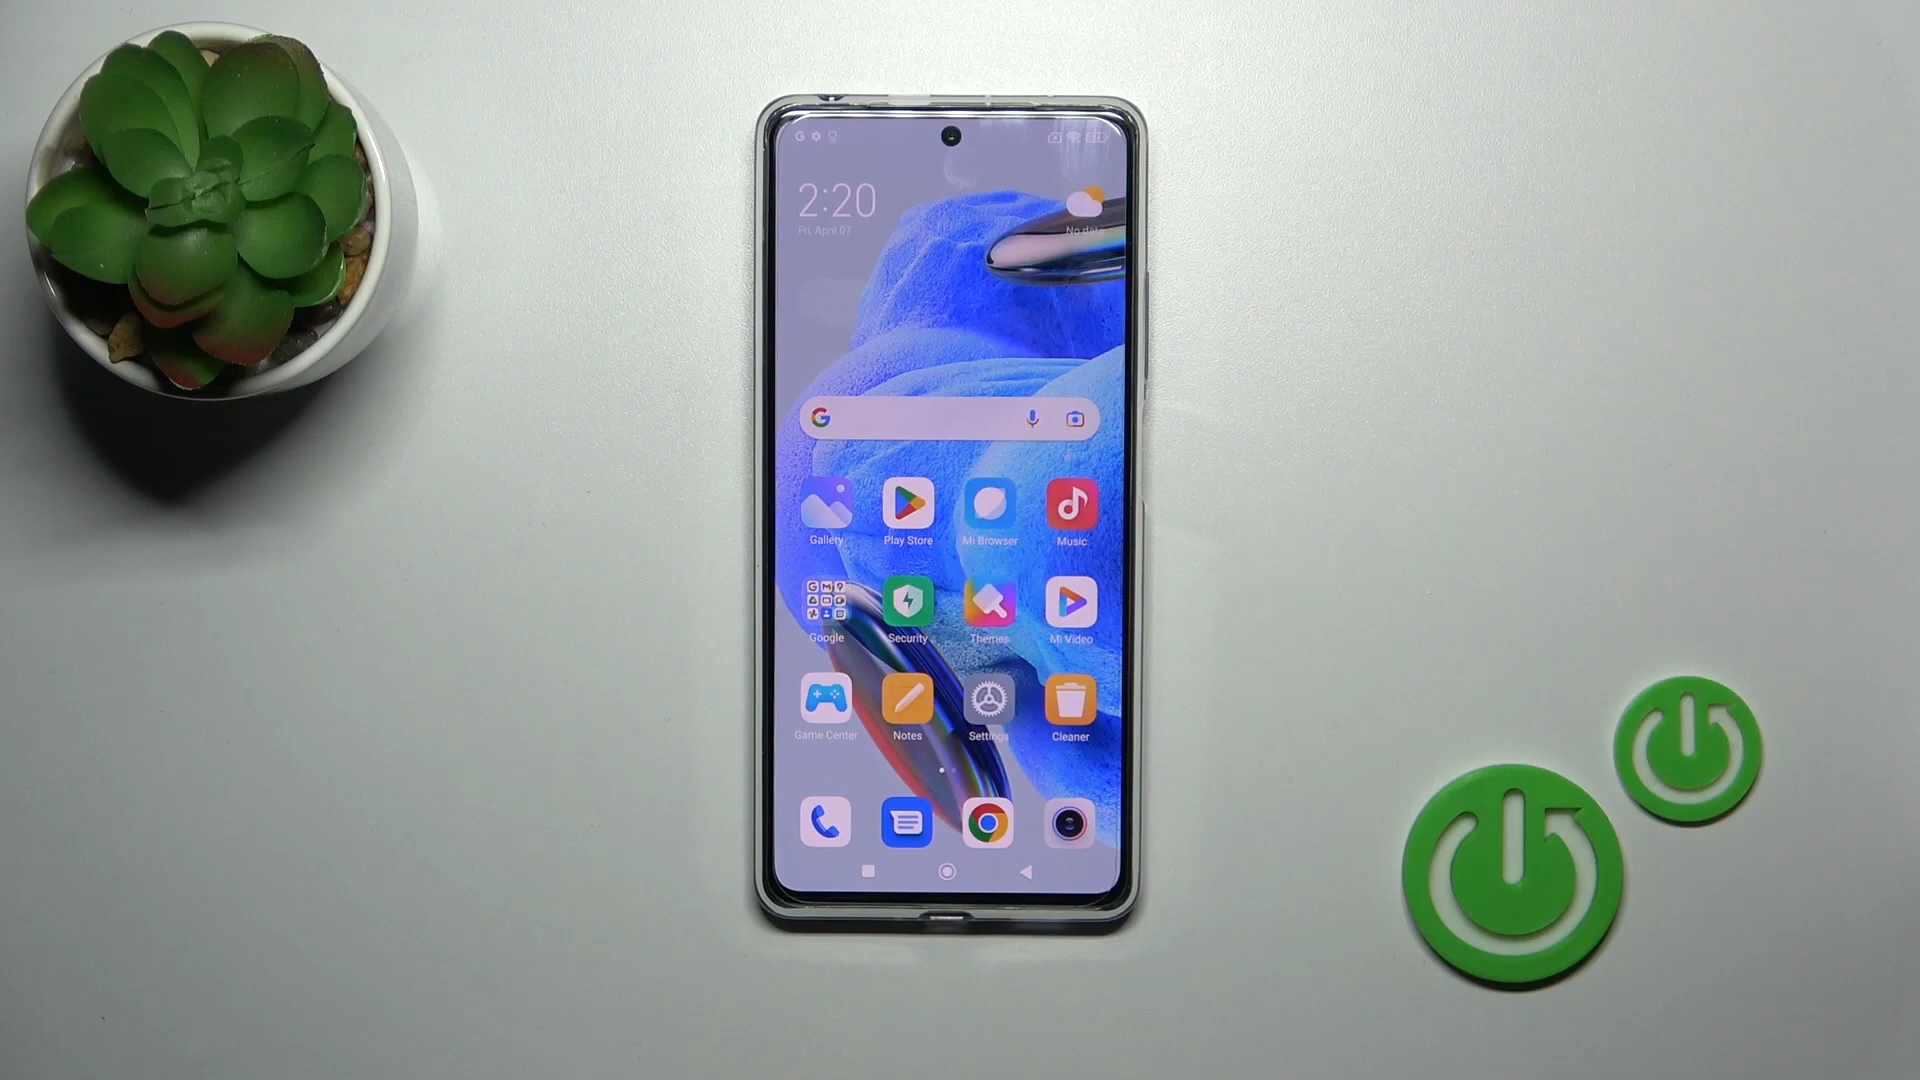 2:20
Fri, April 07
No data
Gallery Play Store Mi Browser Music
Google Security Themes Mi Video
Game Center Notes Settings Cleaner